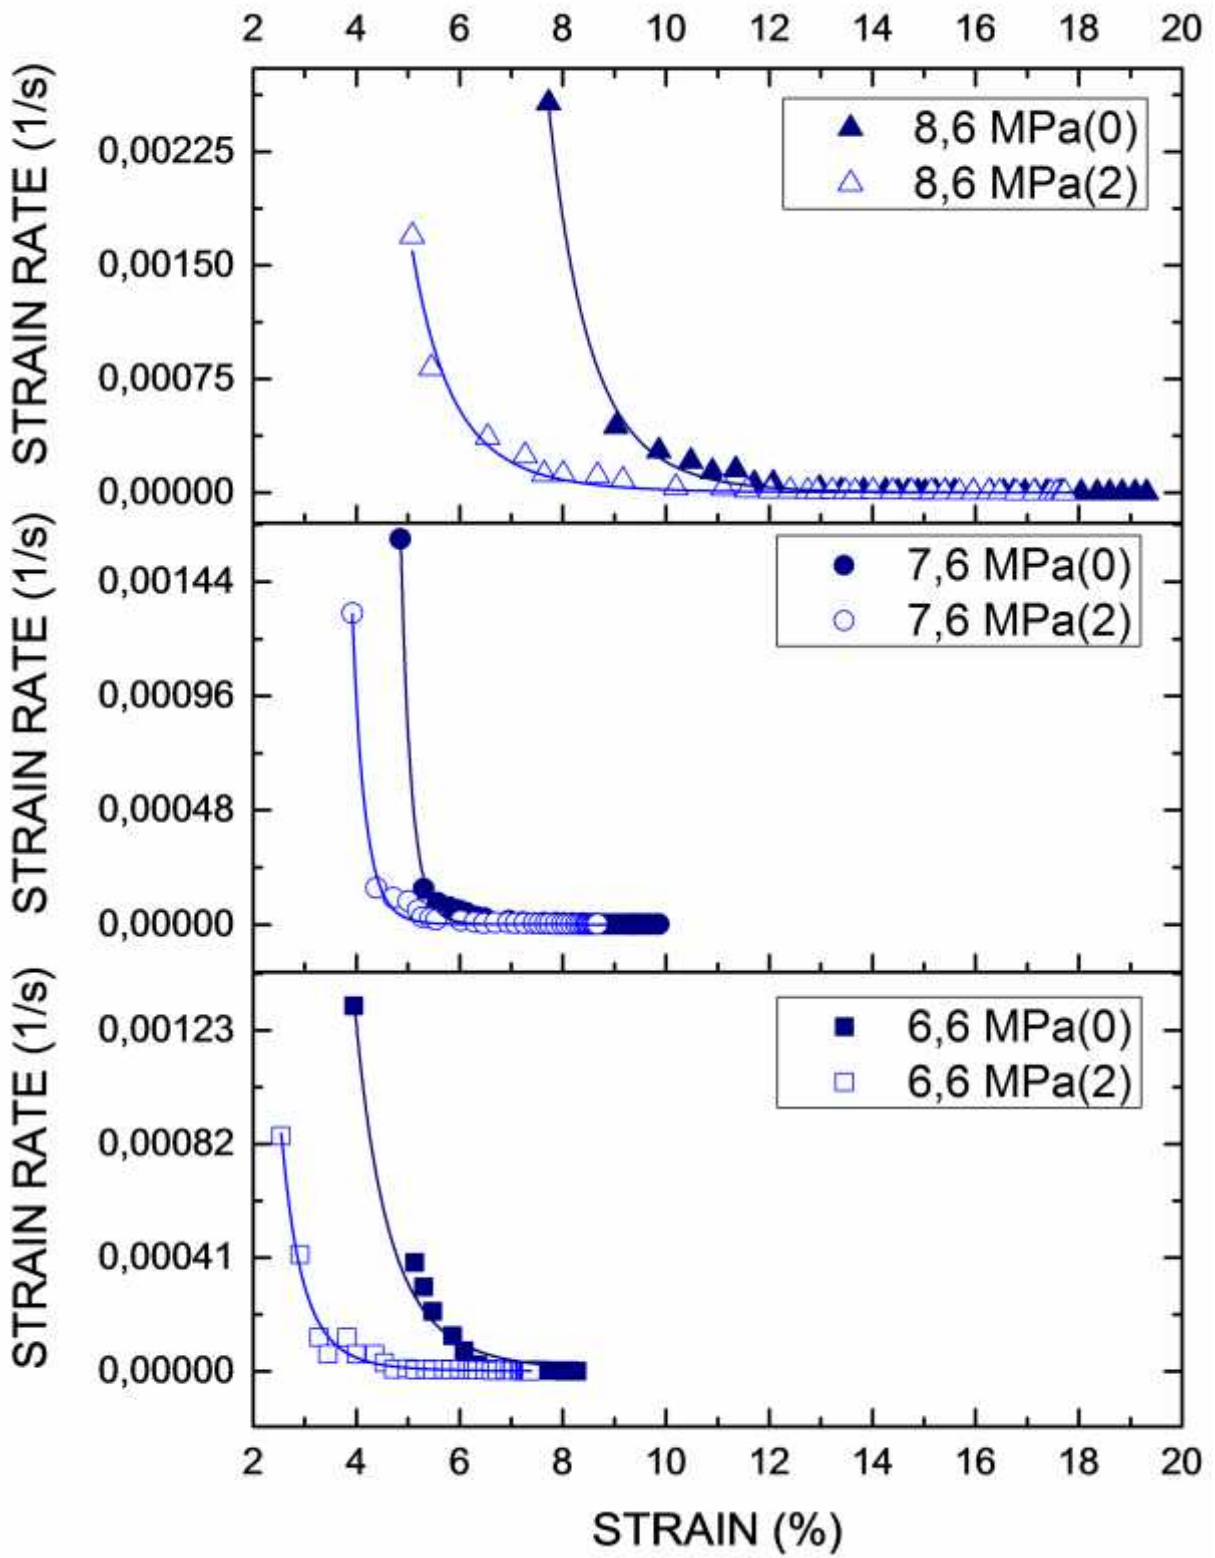 2 4 6 8 10 12 14 16 18 20
STRAIN RATE (1/s)
0,00225
0,00150
0,00075
0,00000
8,6 MPa(0)
8,6 MPa(2)
STRAIN RATE (1/s)
0,00144
0,00096
0,00048
0,00000
7,6 MPa(0)
7,6 MPa(2)
STRAIN RATE (1/s)
0,00123
0,00082
0,00041
0,00000
6,6 MPa(0)
6,6 MPa(2)
2 4 6 8 10 12 14 16 18 20
STRAIN (%)